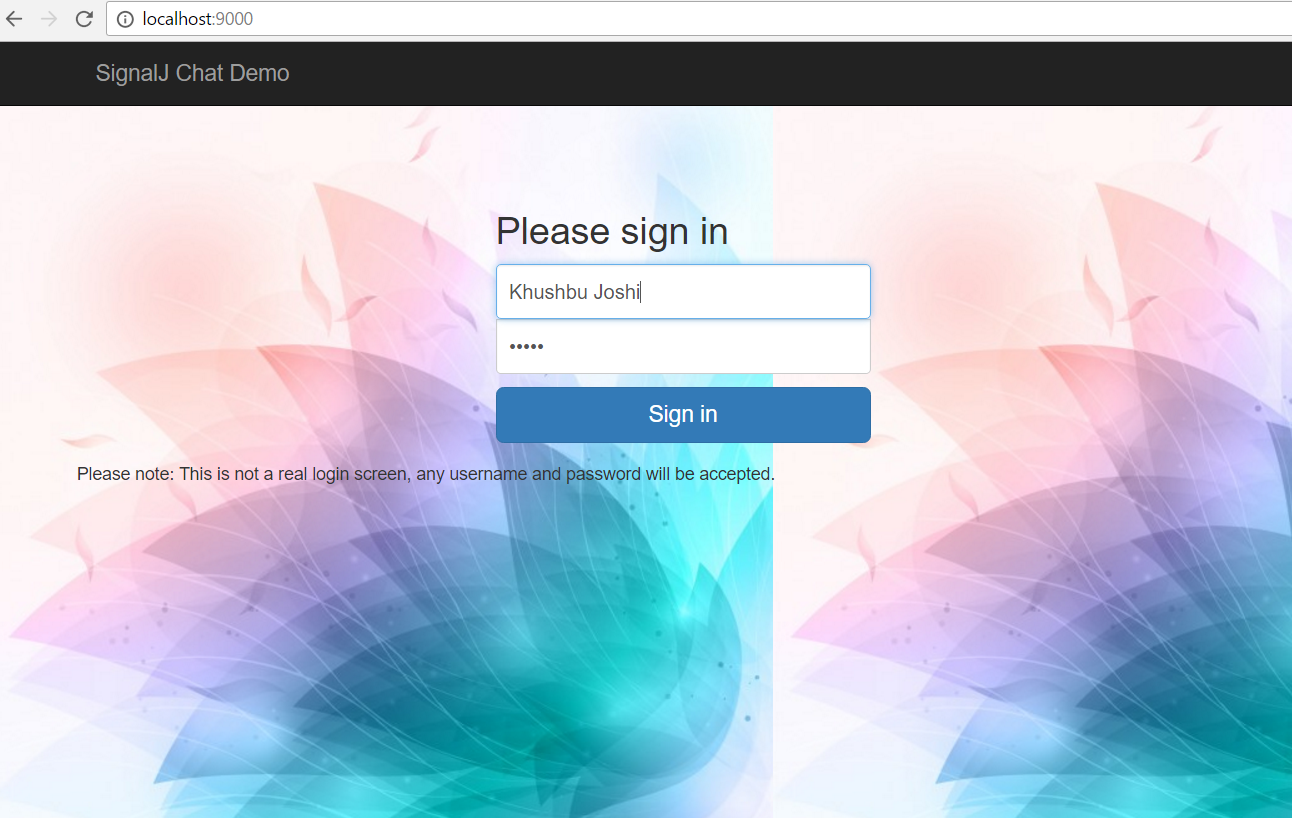 localhost:9000
SignalJ Chat Demo
Please sign in
Khushbu Joshi
•••••
Sign in
Please note: This is not a real login screen, any username and password will be accepted.